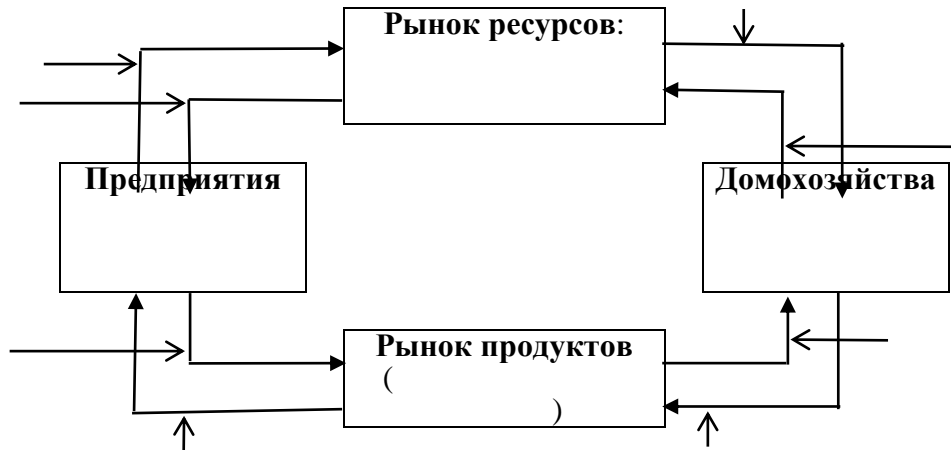 Рынок ресурсов:
Предприятия
Домохозяйства
Рынок продуктов
(
)